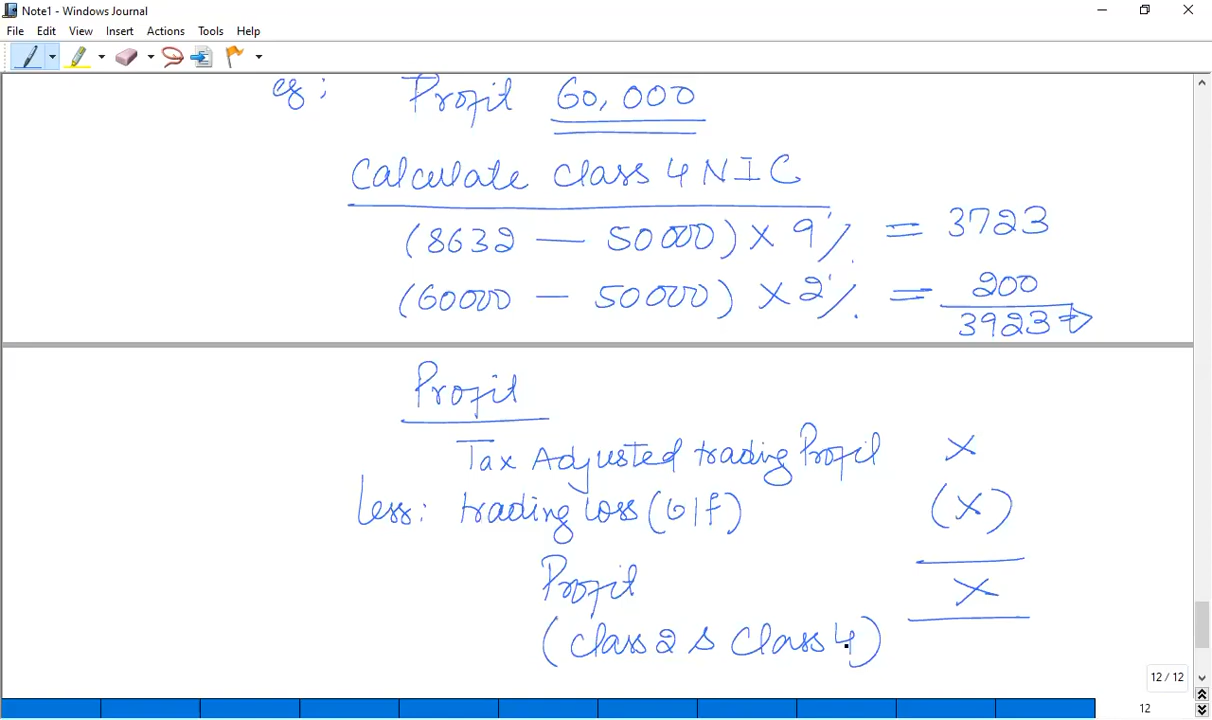 Note1 - Windows Journal
File Edit View Insert Actions Tools Help
eg: Profit 60,000
Calculate class 4 NIC
(8632 — 50000) × 9% = 3723
(60000 — 50000) × 2% = 200
3923
Profit
Tax Adjusted trading Profit X
less: trading loss (b/f) (X)
Profit X
(class 2 & Class 4)
12 / 12
12